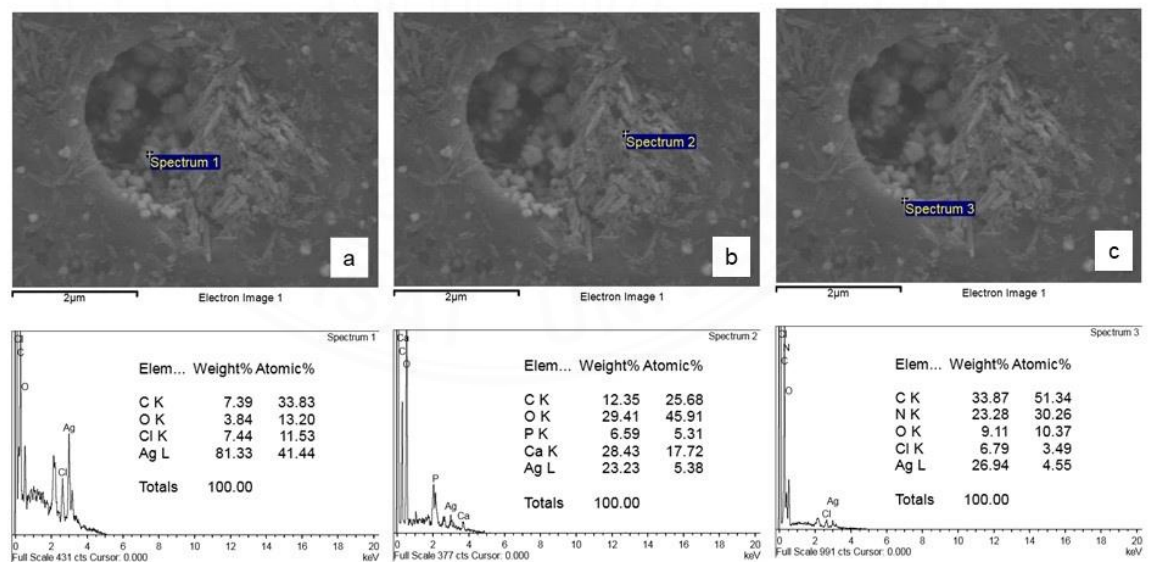 Spectrum 1
a
2µm
Electron Image 1
Spectrum 2
b
2µm
Electron Image 1
Spectrum 3
c
2µm
Electron Image 1
Spectrum 1
Cl
C
O
Cl
Ag
Elem... Weight% Atomic%
C K 7.39 33.83
O K 3.84 13.20
Cl K 7.44 11.53
Ag L 81.33 41.44
Totals 100.00
0 2 4 6 8 10 12 14 16 18 20
Full Scale 431 cts Cursor: 0.000 keV
Spectrum 2
Ca
C
O
P
Ag
Ca
Elem... Weight% Atomic%
C K 12.35 25.68
O K 29.41 45.91
P K 6.59 5.31
Ca K 28.43 17.72
Ag L 23.23 5.38
Totals 100.00
0 2 4 6 8 10 12 14 16 18 20
Full Scale 377 cts Cursor: 0.000 keV
Spectrum 3
Cl
N
C
O
Cl
Ag
Elem... Weight% Atomic%
C K 33.87 51.34
N K 23.28 30.26
O K 9.11 10.37
Cl K 6.79 3.49
Ag L 26.94 4.55
Totals 100.00
0 2 4 6 8 10 12 14 16 18 20
Full Scale 991 cts Cursor: 0.000 keV